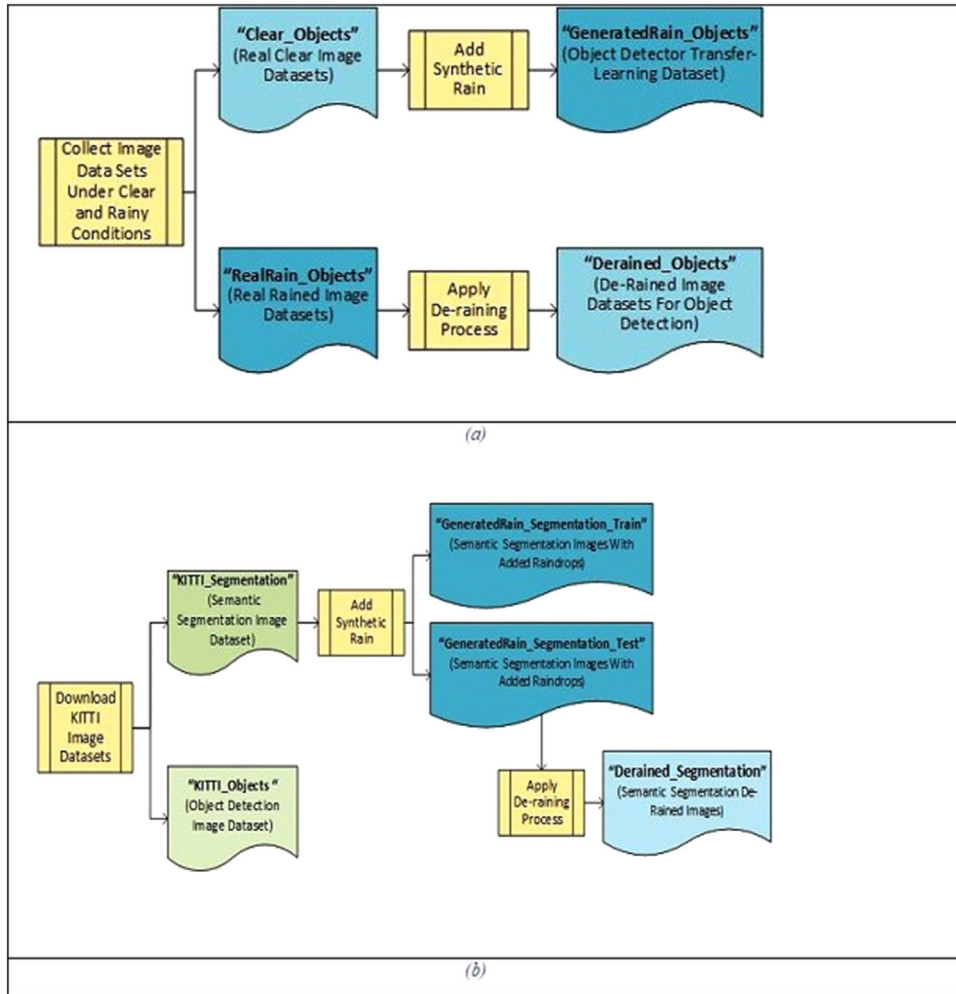 “Clear_Objects”
(Real Clear Image
Datasets)
Add
Synthetic
Rain
“GeneratedRain_Objects”
(Object Detector Transfer-
Learning Dataset)
Collect Image
Data Sets
Under Clear
and Rainy
Conditions
“RealRain_Objects”
(Real Rained Image
Datasets)
Apply
De-raining
Process
“Derained_Objects”
(De-Rained Image
Datasets For Object
Detection)
(a)
“GeneratedRain_Segmentation_Train”
(Semantic Segmentation Images With
Added Raindrops)
“KITTI_Segmentation”
(Semantic
Segmentation Image
Dataset)
Add
Synthetic
Rain
“GeneratedRain_Segmentation_Test”
(Semantic Segmentation Images With
Added Raindrops)
Download
KITTI
Image
Datasets
“KITTI_Objects “
(Object Detection
Image Dataset)
Apply
De-raining
Process
“Derained_Segmentation”
(Semantic Segmentation De-
Rained Images)
(b)